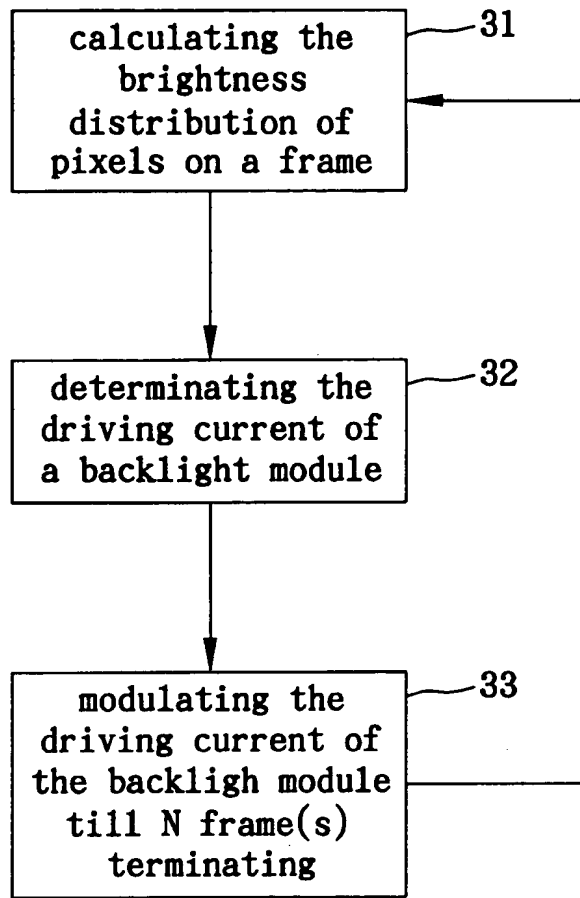 calculating the
brightness
distribution of
pixels on a frame
31
determinating the
driving current of
a backlight module
32
modulating the
driving current of
the backligh module
till N frame(s)
terminating
33